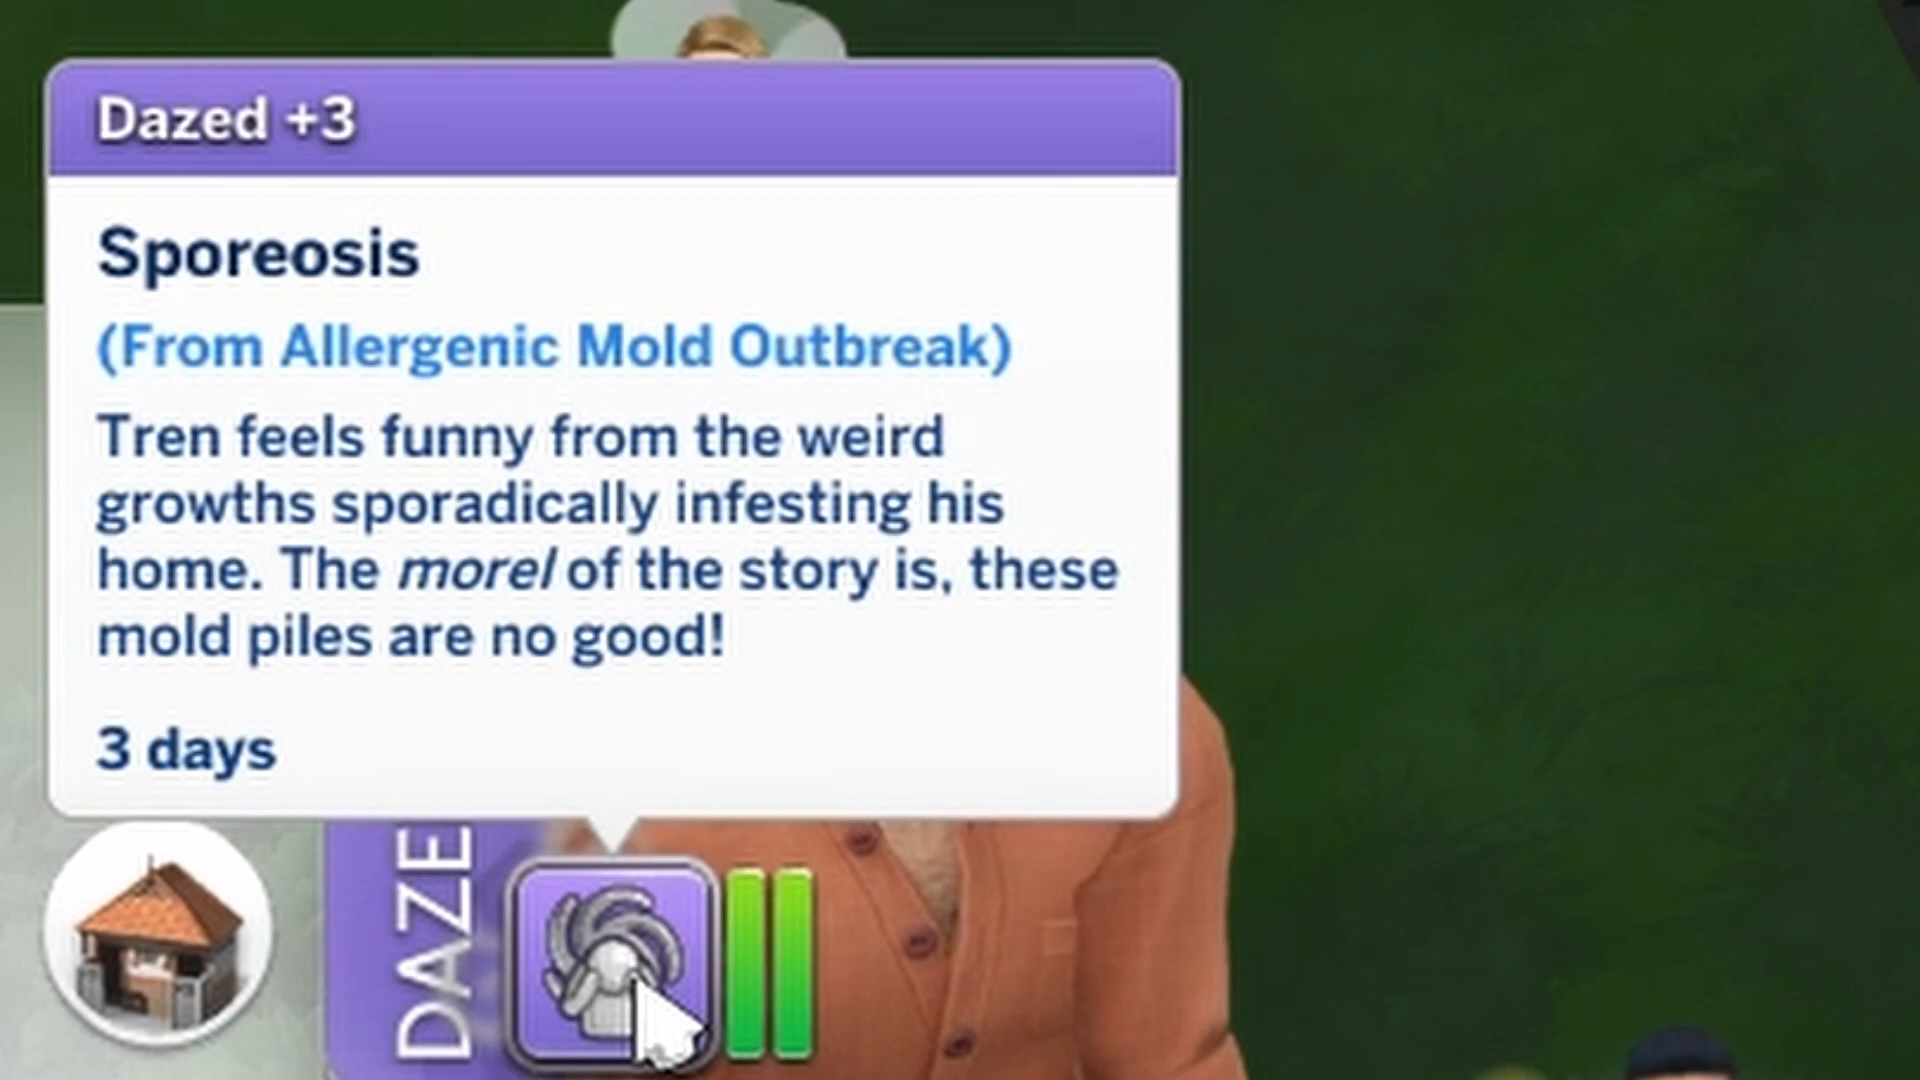 Dazed +3
Sporeosis
(From Allergenic Mold Outbreak)
Tren feels funny from the weird
growths sporadically infesting his
home. The morel of the story is, these
mold piles are no good!
3 days
DAZE